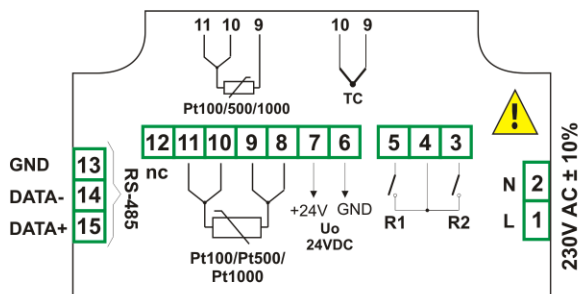 11 10 9
10 9
Pt100/500/1000
TC
12 11 10 9 8 7 6 5 4 3
nc
GND 13
DATA- 14
DATA+ 15
RS-485
+24V GND
Uo
24VDC
R1 R2
Pt100/Pt500/
Pt1000
N 2
L 1
230V AC ± 10%